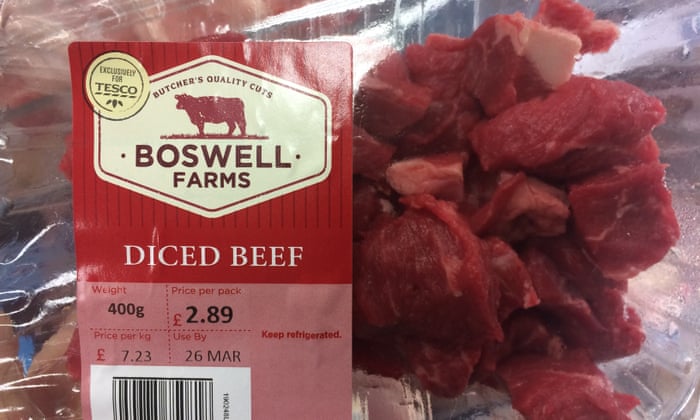 EXCLUSIVELY
FOR
TESCO
BUTCHER'S QUALITY CUTS
· BOSWELL ·
FARMS
DICED BEEF
Weight
400g
Price per pack
£2.89
Price per kg
£ 7.23
Use By
26 MAR
Keep refrigerated.